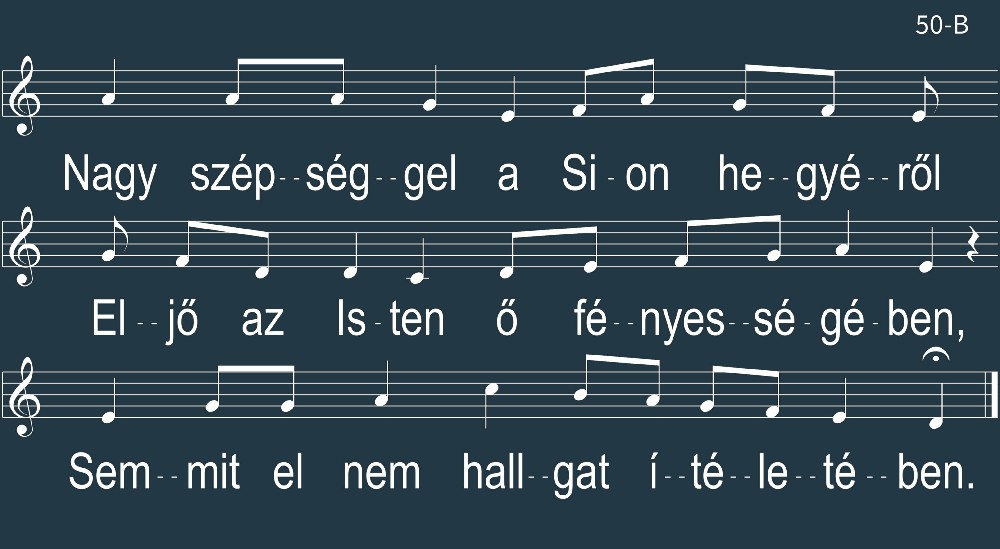 50-B
Nagy szép--ség--gel a Si-on he--gyé--ről
El--jő az Is-ten ő fé--nyes--sé-gé-ben,
Sem--mit el nem hall--gat í--té--le--té--ben.